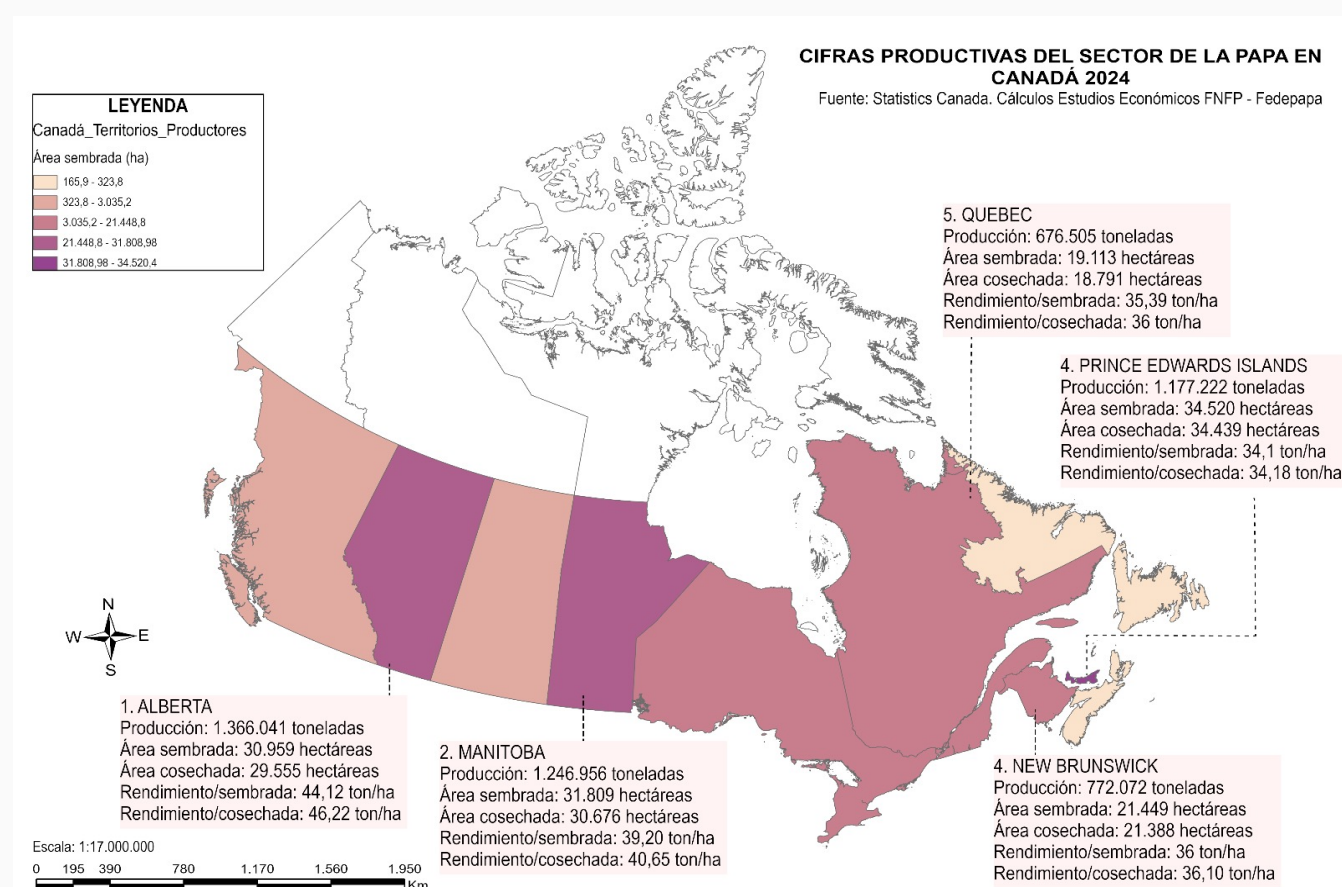 CIFRAS PRODUCTIVAS DEL SECTOR DE LA PAPA EN
CANADÁ 2024
Fuente: Statistics Canada. Cálculos Estudios Económicos FNFP - Fedepapa
LEYENDA
Canadá_Territorios_Productores
Área sembrada (ha)
165,9 - 323,8
323,8 - 3.035,2
3.035,2 - 21.448,8
21.448,8 - 31.808,98
31.808,98 - 34.520,4
5. QUEBEC
Producción: 676.505 toneladas
Área sembrada: 19.113 hectáreas
Área cosechada: 18.791 hectáreas
Rendimiento/sembrada: 35,39 ton/ha
Rendimiento/cosechada: 36 ton/ha
4. PRINCE EDWARDS ISLANDS
Producción: 1.177.222 toneladas
Área sembrada: 34.520 hectáreas
Área cosechada: 34.439 hectáreas
Rendimiento/sembrada: 34,1 ton/ha
Rendimiento/cosechada: 34,18 ton/ha
N
W E
S
1. ALBERTA
Producción: 1.366.041 toneladas
Área sembrada: 30.959 hectáreas
Área cosechada: 29.555 hectáreas
Rendimiento/sembrada: 44,12 ton/ha
Rendimiento/cosechada: 46,22 ton/ha
2. MANITOBA
Producción: 1.246.956 toneladas
Área sembrada: 31.809 hectáreas
Área cosechada: 30.676 hectáreas
Rendimiento/sembrada: 39,20 ton/ha
Rendimiento/cosechada: 40,65 ton/ha
4. NEW BRUNSWICK
Producción: 772.072 toneladas
Área sembrada: 21.449 hectáreas
Área cosechada: 21.388 hectáreas
Rendimiento/sembrada: 36 ton/ha
Rendimiento/cosechada: 36,10 ton/ha
Escala: 1:17.000.000
0 195 390 780 1.170 1.560 1.950
Km